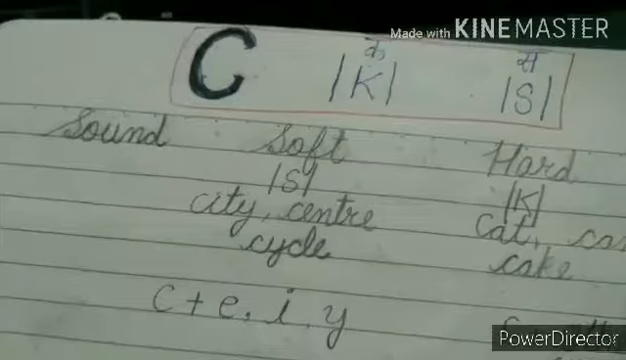 Made with KINEMASTER
C /K/ क /S/ स
Sound Soft Hard
/S/ /K/
city, centre cat,
cycle cake
C + e, i, y
PowerDirector